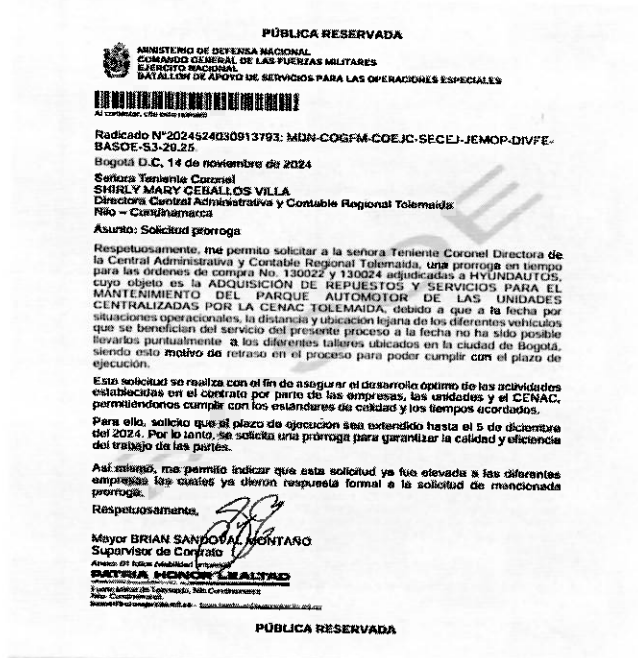 PÚBLICA RESERVADA
MINISTERIO DE DEFENSA NACIONAL
COMANDO GENERAL DE LAS FUERZAS MILITARES
EJÉRCITO NACIONAL
BATALLÓN DE APOYO DE SERVICIOS PARA LAS OPERACIONES ESPECIALES
Al contestar, cite este número
Radicado N°2024524030913793: MDN-COGFM-COEJC-SECEJ-JEMOP-DIVFE-
BASOE-S3-29.25
Bogotá D.C, 14 de noviembre de 2024
Señora Teniente Coronel
SHIRLY MARY CEBALLOS VILLA
Directora Central Administrativa y Contable Regional Tolemaida
Nilo – Cundinamarca
Asunto: Solicitud prorroga
Respetuosamente, me permito solicitar a la señora Teniente Coronel Directora de
la Central Administrativa y Contable Regional Tolemaida, una prorroga en tiempo
para las órdenes de compra No. 130022 y 130024 adjudicadas a HYUNDAUTOS,
cuyo objeto es la ADQUISICIÓN DE REPUESTOS Y SERVICIOS PARA EL
MANTENIMIENTO DEL PARQUE AUTOMOTOR DE LAS UNIDADES
CENTRALIZADAS POR LA CENAC TOLEMAIDA, debido a que a la fecha por
situaciones operacionales, la distancia y ubicación lejana de los diferentes vehículos
que se benefician del servicio del presente proceso a la fecha no ha sido posible
llevarlos puntualmente a los diferentes talleres ubicados en la ciudad de Bogotá,
siendo esto motivo de retraso en el proceso para poder cumplir con el plazo de
ejecución.
Esta solicitud se realiza con el fin de asegurar el desarrollo óptimo de las actividades
establecidas en el contrato por parte de las empresas, las unidades y el CENAC,
permitiéndonos cumplir con los estándares de calidad y los tiempos acordados.
Para ello, solicito que el plazo de ejecución sea extendido hasta el 5 de diciembre
del 2024. Por lo tanto, se solicita una prórroga para garantizar la calidad y eficiencia
del trabajo de las partes.
Así mismo, me permito indicar que esta solicitud ya fue elevada a las diferentes
empresas las cuales ya dieron respuesta formal a la solicitud de mencionada
prorroga.
Respetuosamente,
Mayor BRIAN SANDOVAL MONTAÑO
Supervisor de Contrato
Anexo: 01 folios
PATRIA HONOR LEALTAD
PÚBLICA RESERVADA